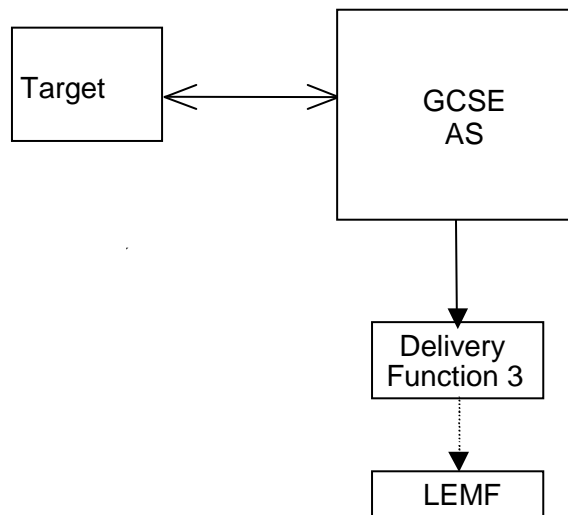 Target
GCSE
AS
Delivery
Function 3
LEMF